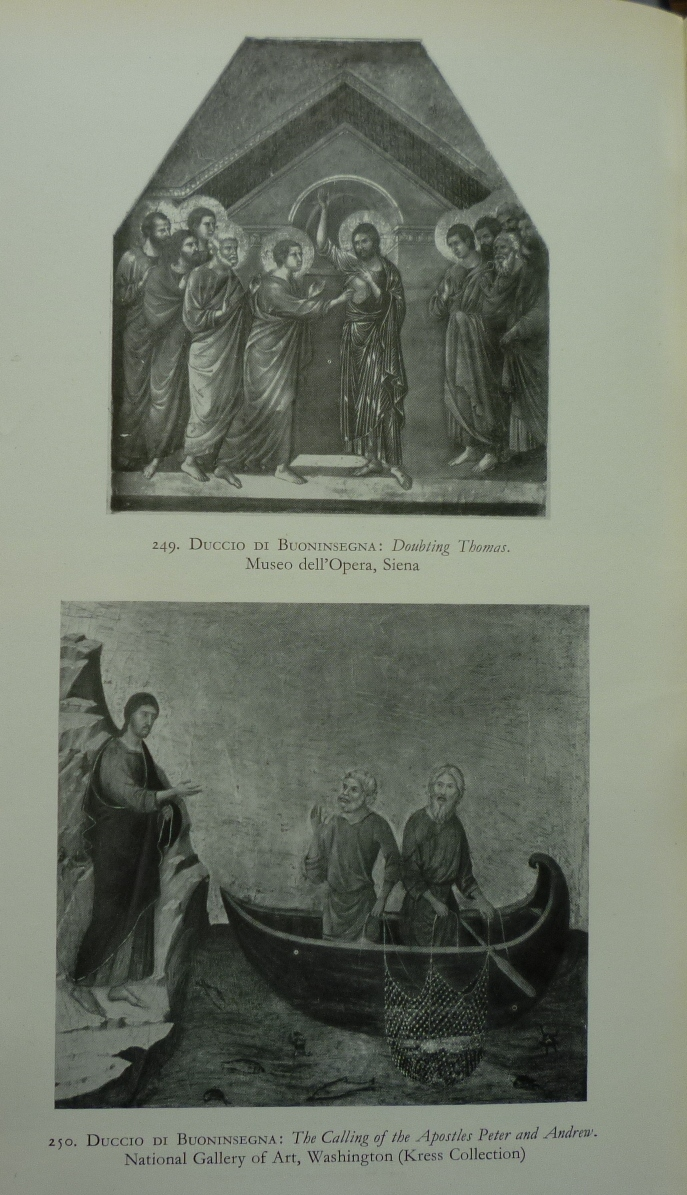 249. Duccio di Buoninsegna: Doubting Thomas.
Museo dell'Opera, Siena
250. Duccio di Buoninsegna: The Calling of the Apostles Peter and Andrew.
National Gallery of Art, Washington (Kress Collection)